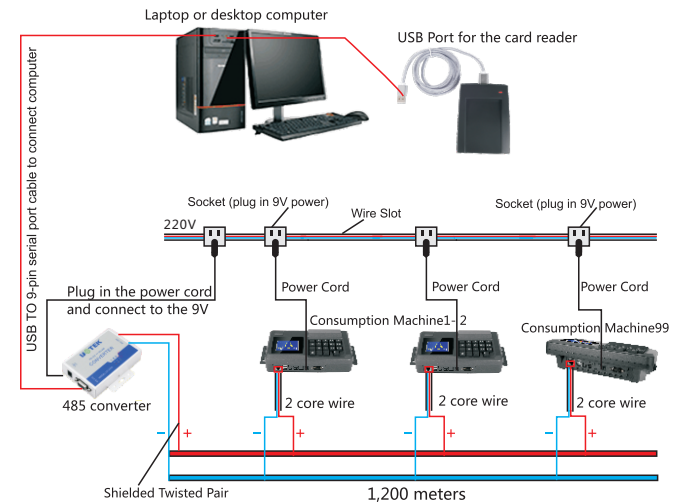 Laptop or desktop computer
USB Port for the card reader
USB TO 9-pin serial port cable to connect computer
Socket (plug in 9V power)
Socket (plug in 9V power)
Wire Slot
220V
Plug in the power cord
and connect to the 9V
Power Cord
Power Cord
Power Cord
Consumption Machine1-2
Consumption Machine99
485 converter
2 core wire
2 core wire
2 core wire
− +
− +
− +
− +
Shielded Twisted Pair
1,200 meters